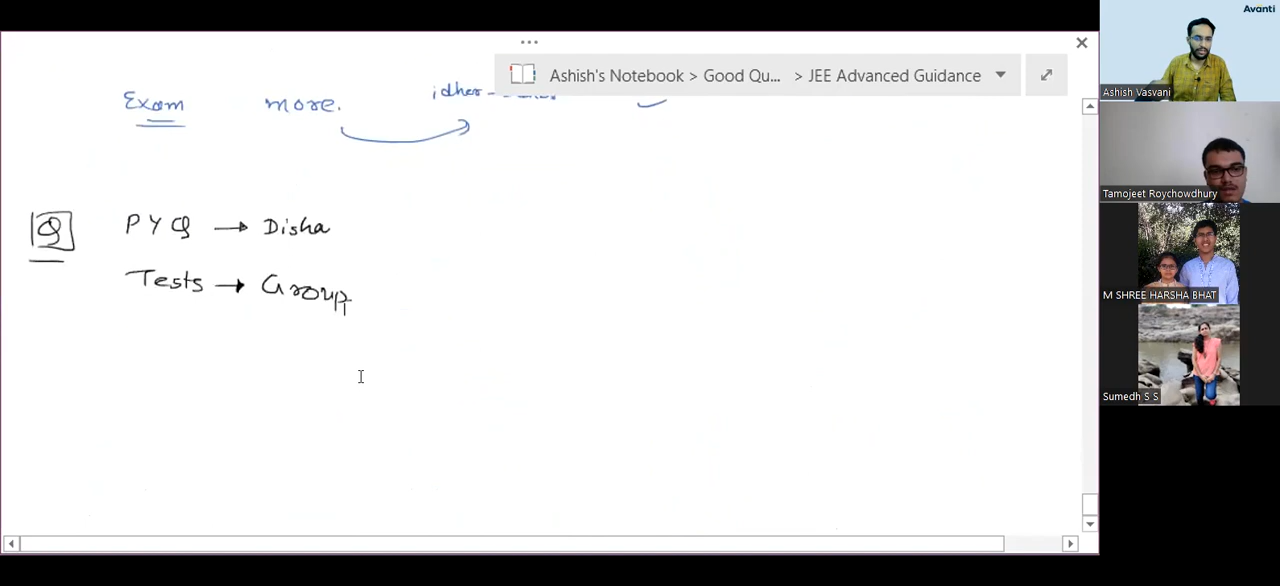 Avanti
Ashish's Notebook > Good Qu... > JEE Advanced Guidance
Ashish Vasvani
Exam more. idher-
Tamojeet Roychowdhury
Q PYQ → Disha
Tests → Group
M SHREE HARSHA BHAT
Sumedh S S